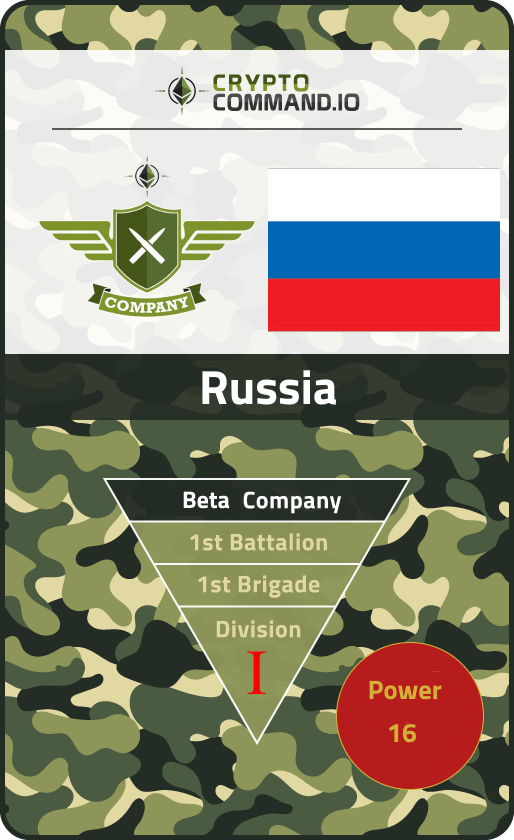 CRYPTO
COMMAND.IO
COMPANY
Russia
Beta Company
1st Battalion
1st Brigade
Division
I
Power
16